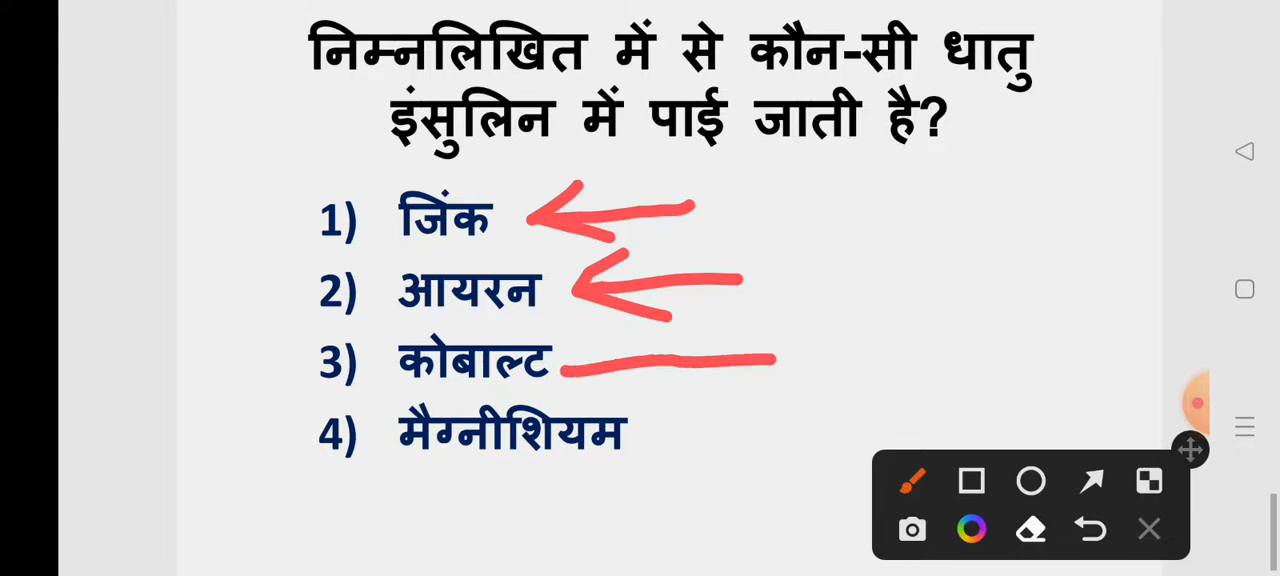 निम्नलिखित में से कौन-सी धातु
इंसुलिन में पाई जाती है?
1) जिंक
2) आयरन
3) कोबाल्ट
4) मैग्नीशियम